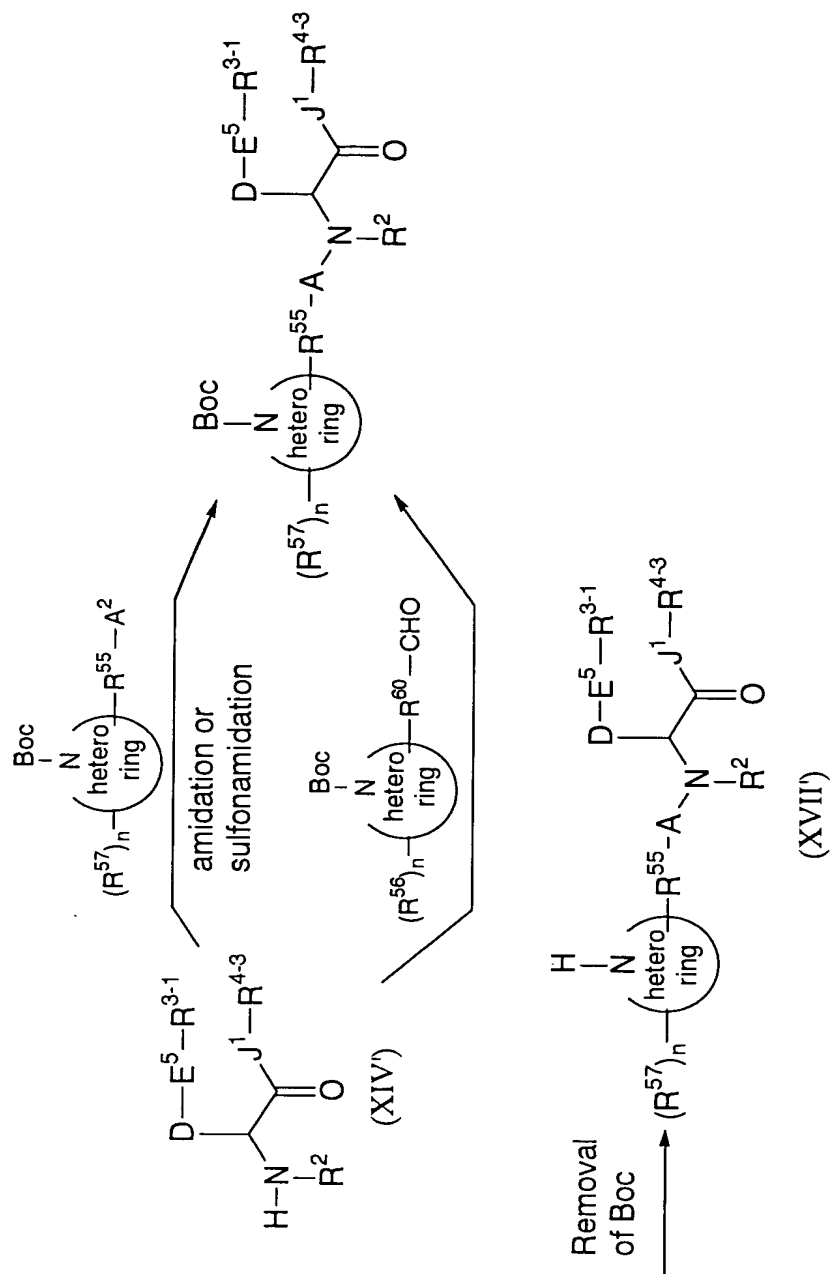 Boc
N
hetero
ring
(R57)n
R55—A2
amidation or
sulfonamidation
H—N
R2
D—E5—R3-1
J1—R4-3
O
(XIV')
Boc
N
hetero
ring
(R56)n
R60—CHO
Boc
N
hetero
ring
(R57)n
R55-A
N
R2
D—E5—R3-1
J1—R4-3
O
Removal
of Boc
H
N
hetero
ring
(R57)n
R55-A
N
R2
D—E5—R3-1
J1—R4-3
O
(XVII')